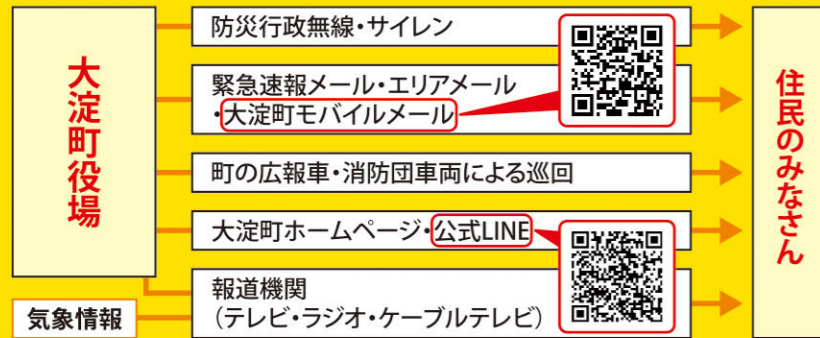 大淀町役場
気象情報
防災行政無線・サイレン
緊急速報メール・エリアメール
・大淀町モバイルメール
町の広報車・消防団車両による巡回
大淀町ホームページ・公式LINE
報道機関
（テレビ・ラジオ・ケーブルテレビ）
住民のみなさん